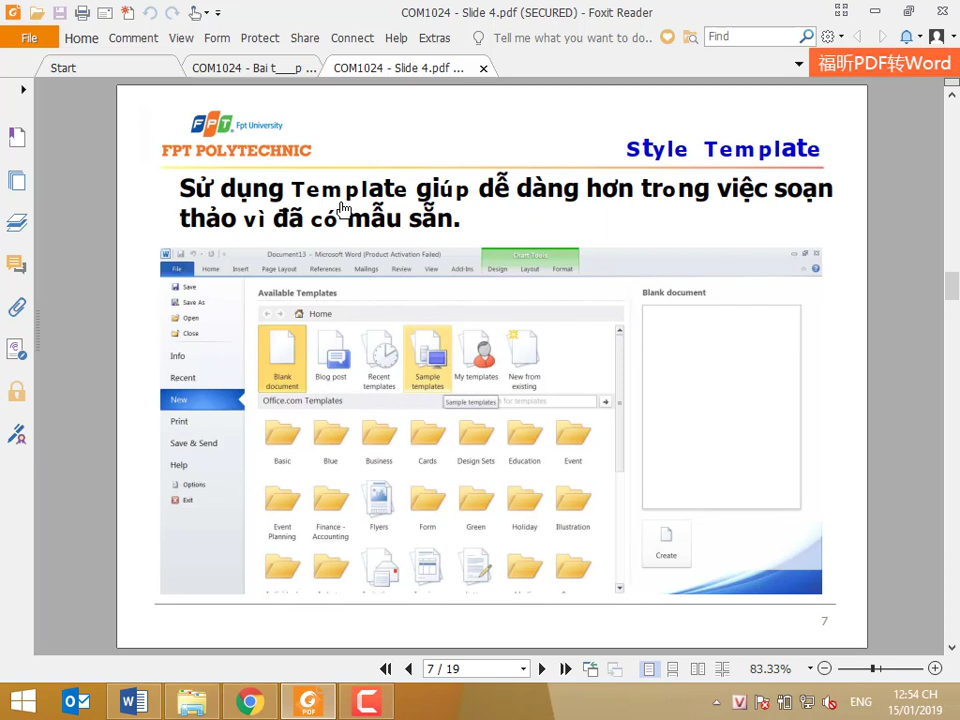 COM1024 - Slide 4.pdf (SECURED) - Foxit Reader
File Home Comment View Form Protect Share Connect Help Extras Tell me what you want to do... Find
Start COM1024 - Bai t___p ... COM1024 - Slide 4.pdf ... 福昕PDF转Word
FPT Fpt University
FPT POLYTECHNIC
Style Template
Sử dụng Template giúp dễ dàng hơn trong việc soạn
thảo vì đã có mẫu sẵn.
Document13 - Microsoft Word (Product Activation Failed) Chart Tools
File Home Insert Page Layout References Mailings Review View Add-Ins Design Layout Format
Save
Save As
Open
Close
Info
Recent
New
Print
Save & Send
Help
Options
Exit
Available Templates
Home
Blank document
Blog post
Recent templates
Sample templates
My templates
New from existing
Office.com Templates
Sample templates
for templates
Basic Blue Business Cards Design Sets Education Event
Event Planning
Finance - Accounting
Flyers Form Green Holiday Illustration
Blank document
Create
7
7 / 19
83.33%
ENG
12:54 CH
15/01/2019